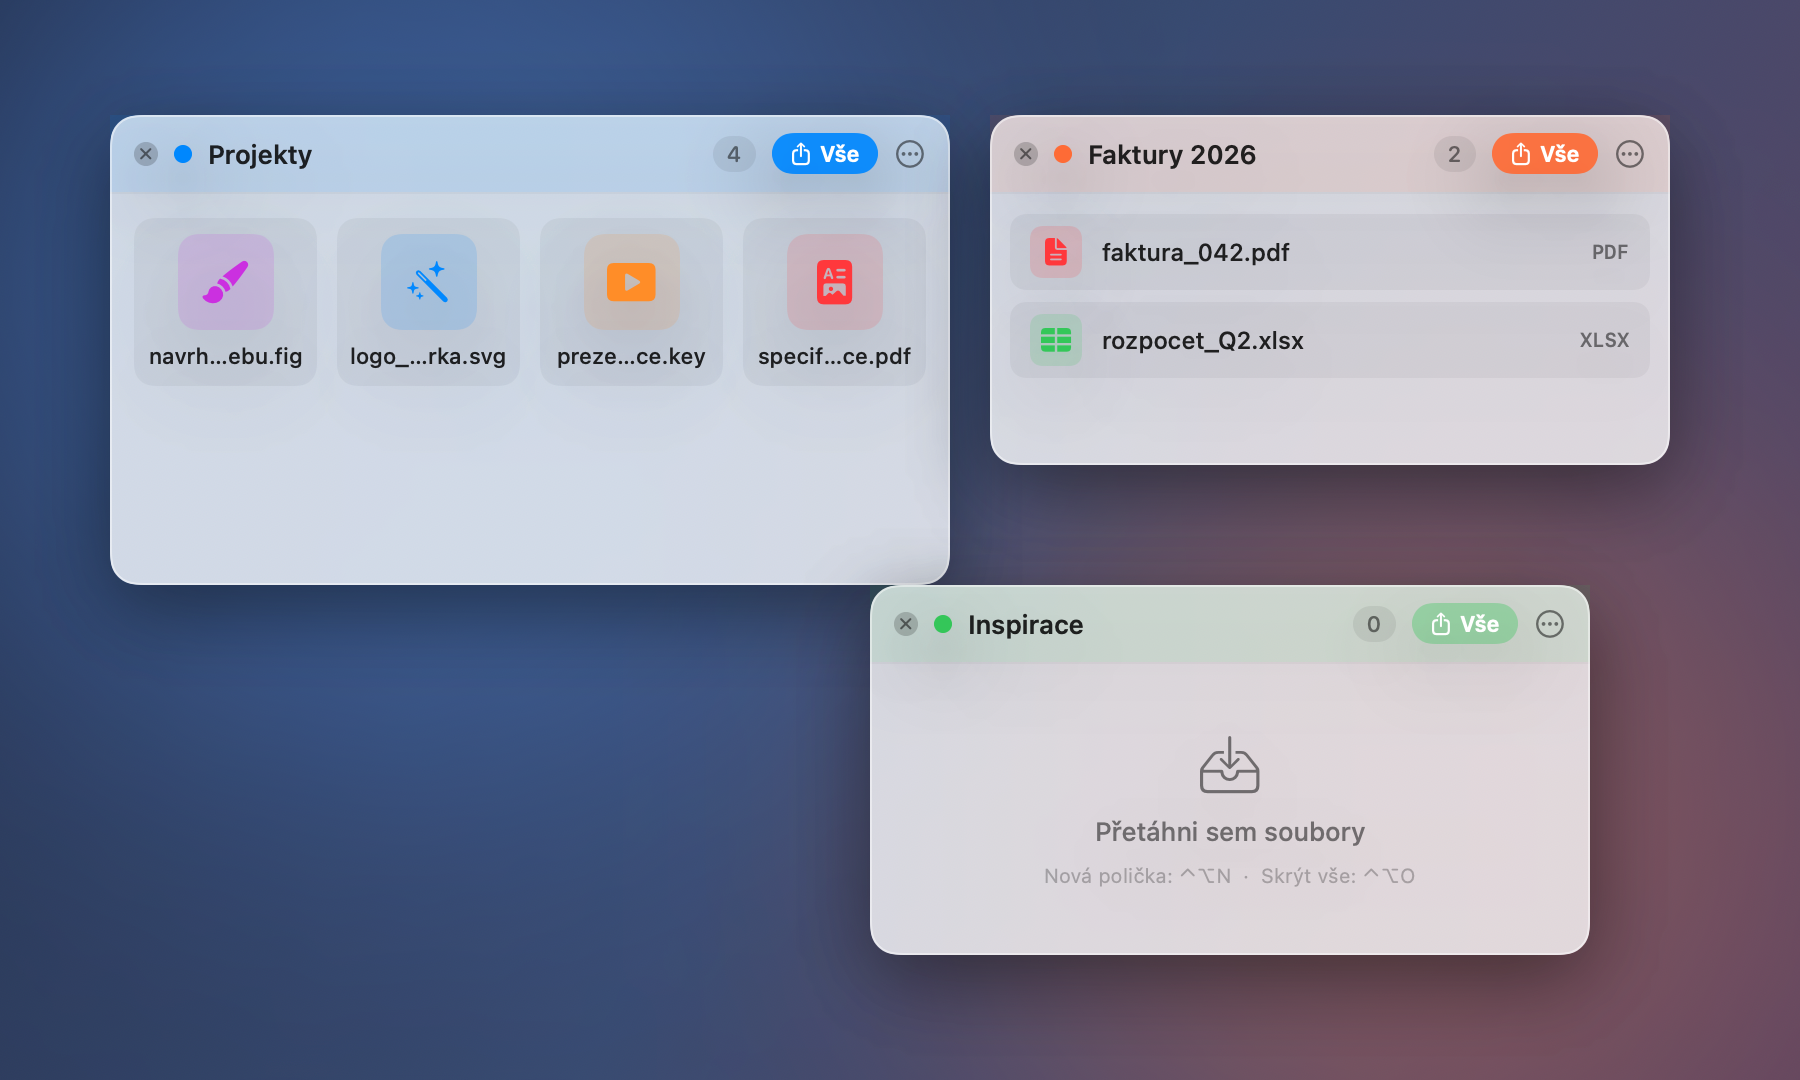 Projekty
4
Vše
navrh...ebu.fig
logo_...rka.svg
preze...ce.key
specif...ce.pdf
Faktury 2026
2
Vše
faktura_042.pdf
PDF
rozpocet_Q2.xlsx
XLSX
Inspirace
0
Vše
Přetáhni sem soubory
Nová polička: ^⌥N · Skrýt vše: ^⌥O